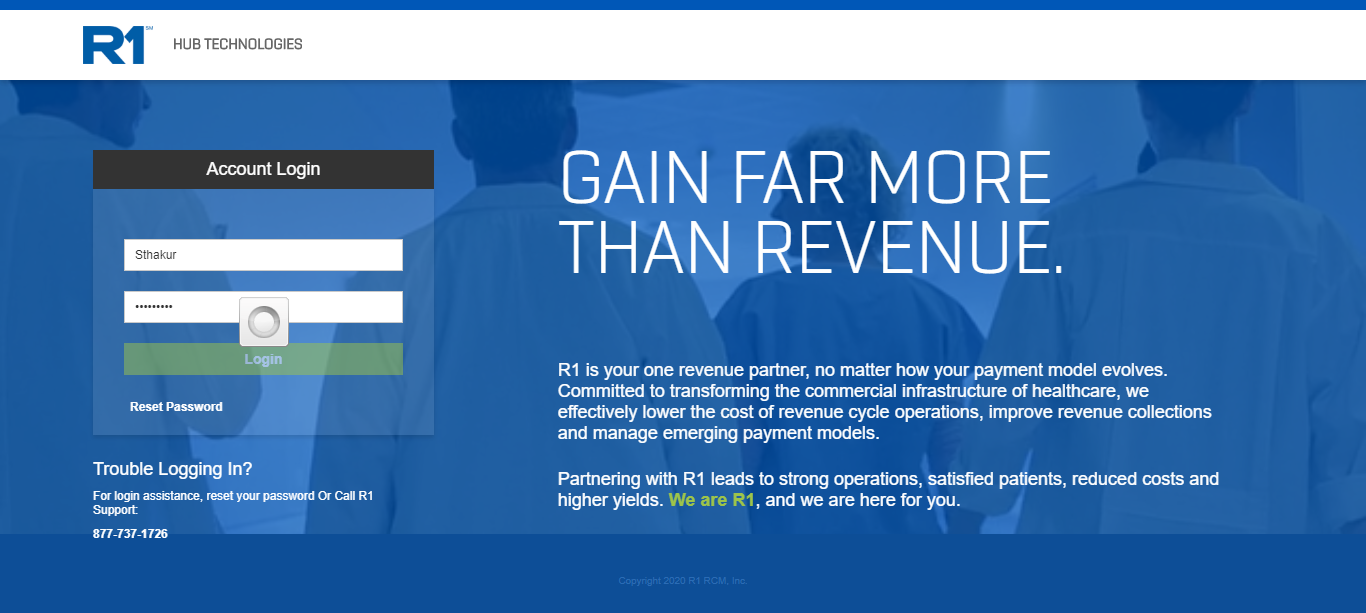 R1 SM
HUB TECHNOLOGIES
Account Login
Sthakur
•••••••••
Login
Reset Password
Trouble Logging In?
For login assistance, reset your password Or Call R1
Support:
877-737-1726
GAIN FAR MORE
THAN REVENUE.
R1 is your one revenue partner, no matter how your payment model evolves.
Committed to transforming the commercial infrastructure of healthcare, we
effectively lower the cost of revenue cycle operations, improve revenue collections
and manage emerging payment models.
Partnering with R1 leads to strong operations, satisfied patients, reduced costs and
higher yields. We are R1, and we are here for you.
Copyright 2020 R1 RCM, Inc.